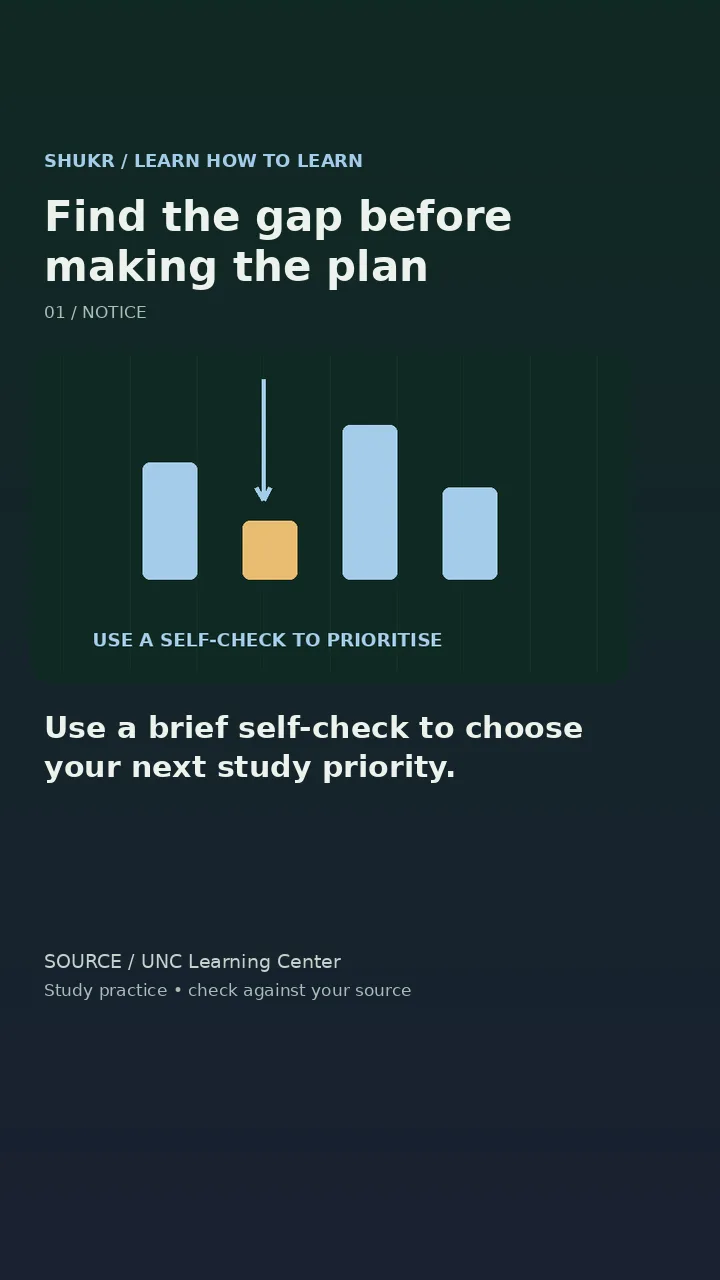 SHUKR / LEARN HOW TO LEARN
Find the gap before
making the plan
01 / NOTICE
USE A SELF-CHECK TO PRIORITISE
Use a brief self-check to choose
your next study priority.
SOURCE / UNC Learning Center
Study practice • check against your source